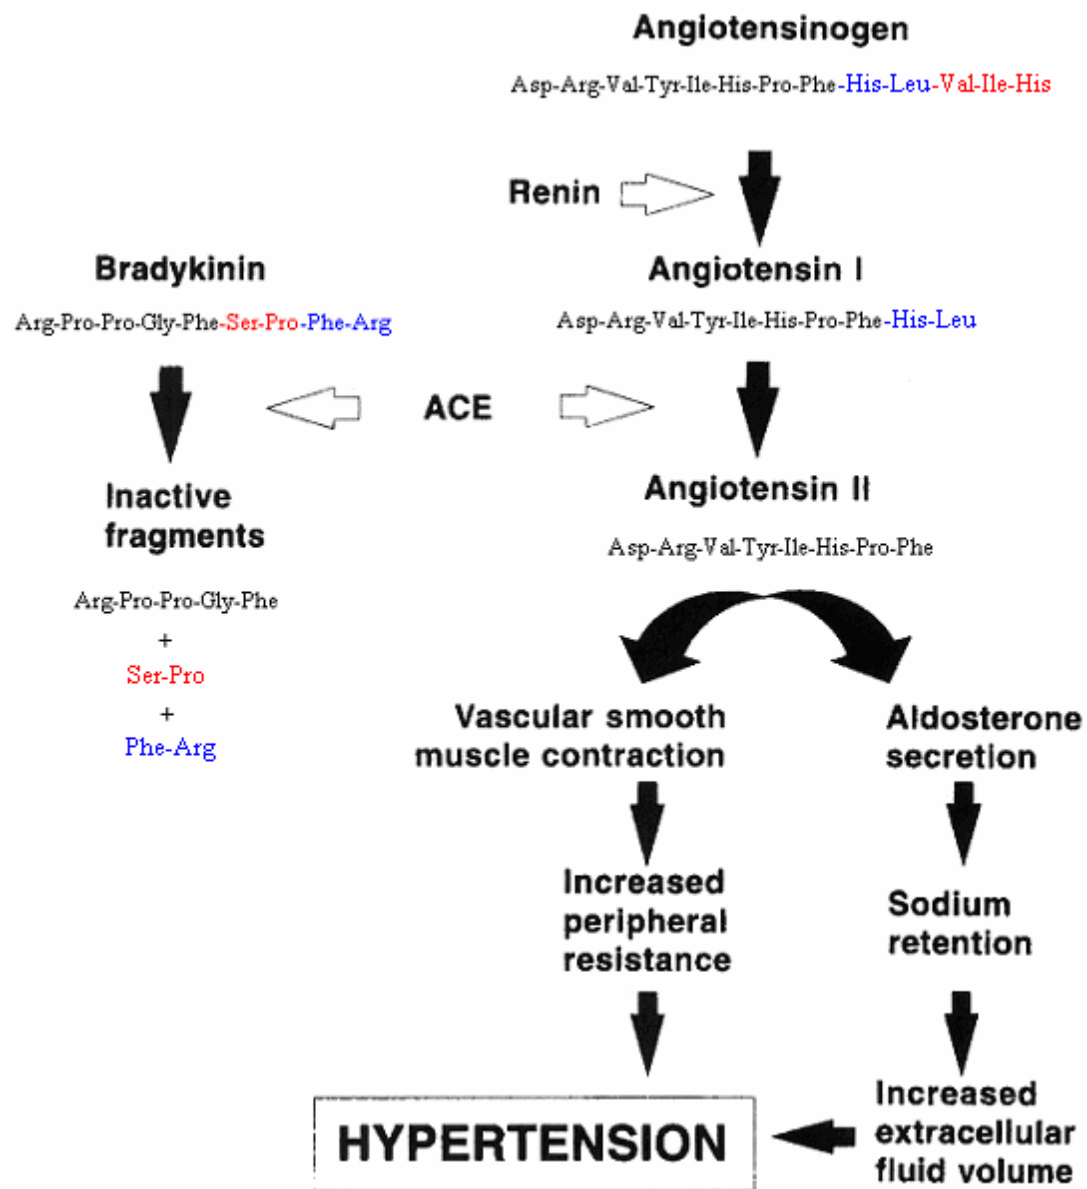 Angiotensinogen
Asp-Arg-Val-Tyr-Ile-His-Pro-Phe-His-Leu-Val-Ile-His
Renin
Bradykinin
Arg-Pro-Pro-Gly-Phe-Ser-Pro-Phe-Arg
Angiotensin I
Asp-Arg-Val-Tyr-Ile-His-Pro-Phe-His-Leu
ACE
Inactive
fragments
Arg-Pro-Pro-Gly-Phe
+
Ser-Pro
+
Phe-Arg
Angiotensin II
Asp-Arg-Val-Tyr-Ile-His-Pro-Phe
Vascular smooth
muscle contraction
Aldosterone
secretion
Increased
peripheral
resistance
Sodium
retention
HYPERTENSION
Increased
extracellular
fluid volume